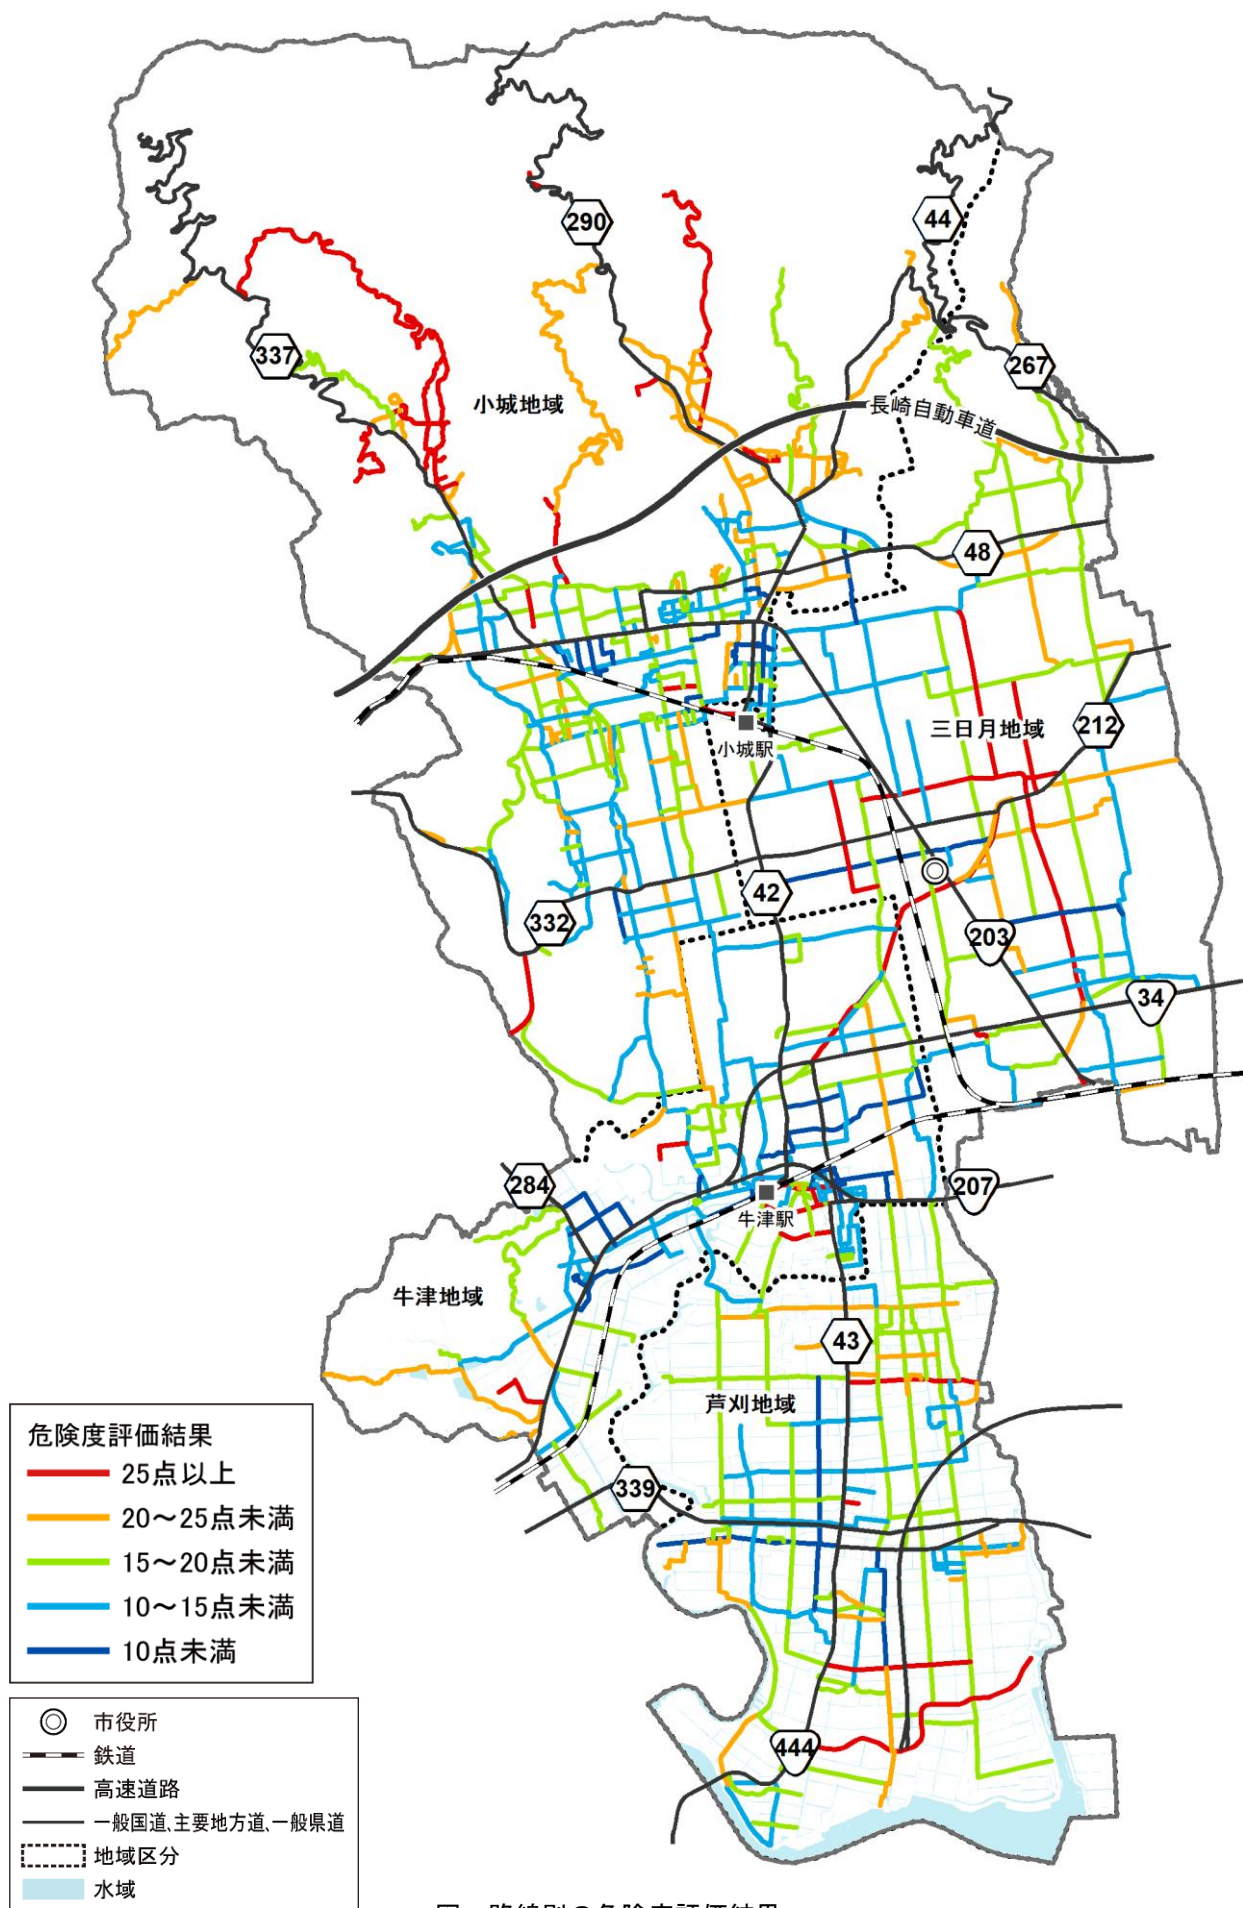 290
44
337
267
小城地域
長崎自動車道
48
三日月地域
212
小城駅
42
332
203
34
284
207
牛津駅
牛津地域
43
芦刈地域
339
444
危険度評価結果
25点以上
20～25点未満
15～20点未満
10～15点未満
10点未満
市役所
鉄道
高速道路
一般国道、主要地方道、一般県道
地域区分
水域